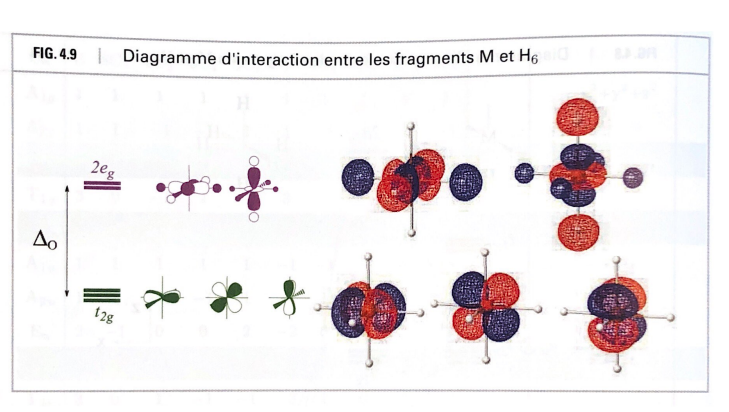 FIG. 4.9 | Diagramme d'interaction entre les fragments M et H6
2eg
ΔO
t2g